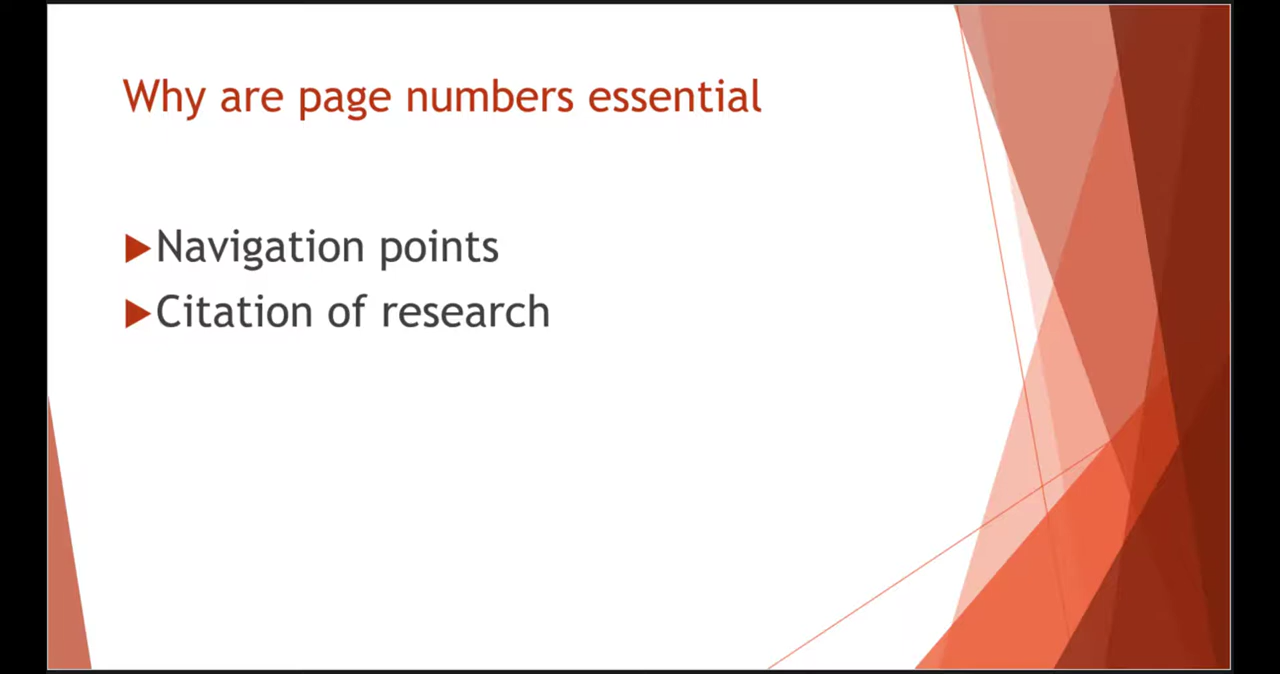 Why are page numbers essential
Navigation points
Citation of research